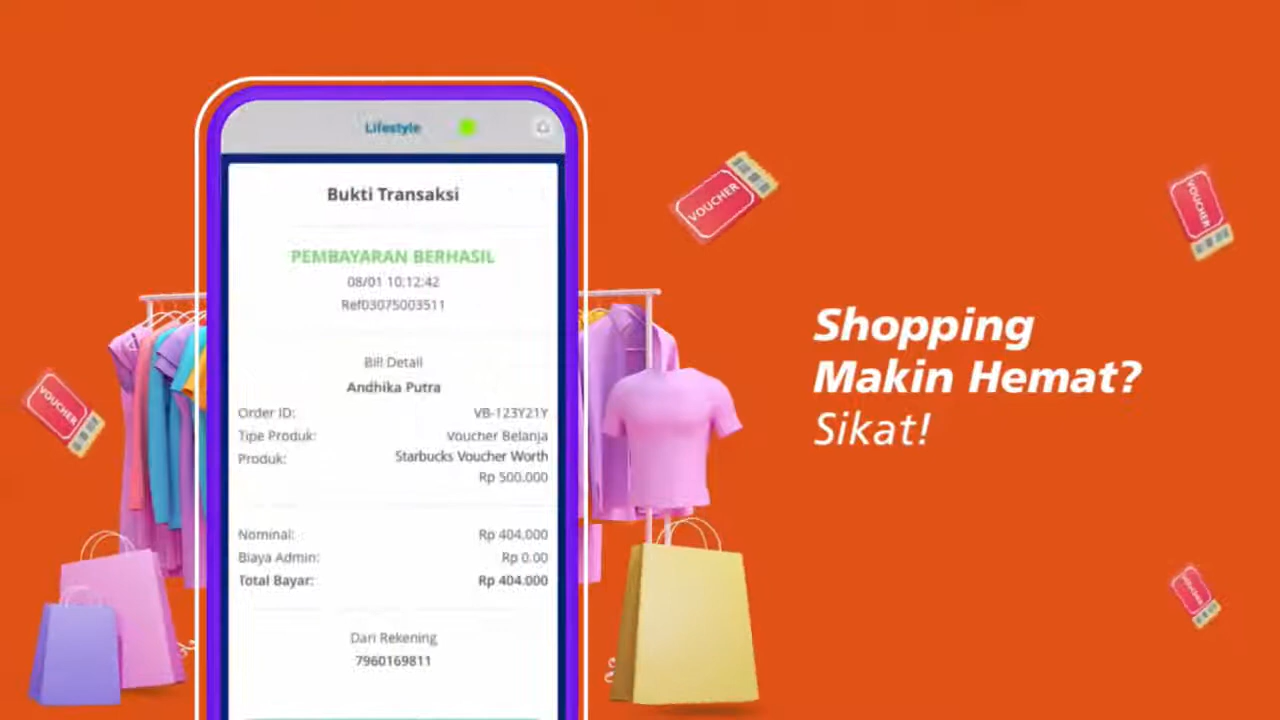 Lifestyle
Bukti Transaksi
PEMBAYARAN BERHASIL
08/01 10:12:42
Ref03075003511
Bill Detail
Andhika Putra
Order ID: VB-123Y21Y
Tipe Produk: Voucher Belanja
Produk: Starbucks Voucher Worth
Rp 500.000
Nominal: Rp 404.000
Biaya Admin: Rp 0.00
Total Bayar: Rp 404.000
Dari Rekening
7960169811
VOUCHER
VOUCHER
VOUCHER
VOUCHER
Shopping
Makin Hemat?
Sikat!